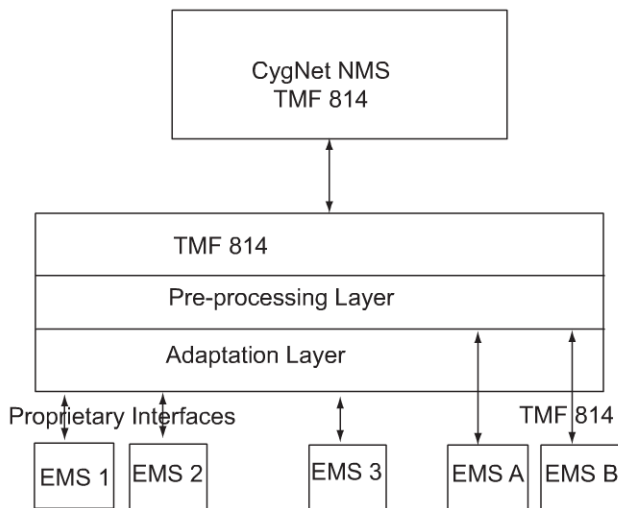 CygNet NMS
TMF 814
TMF 814
Pre-processing Layer
Adaptation Layer
Proprietary Interfaces
TMF 814
EMS 1
EMS 2
EMS 3
EMS A
EMS B